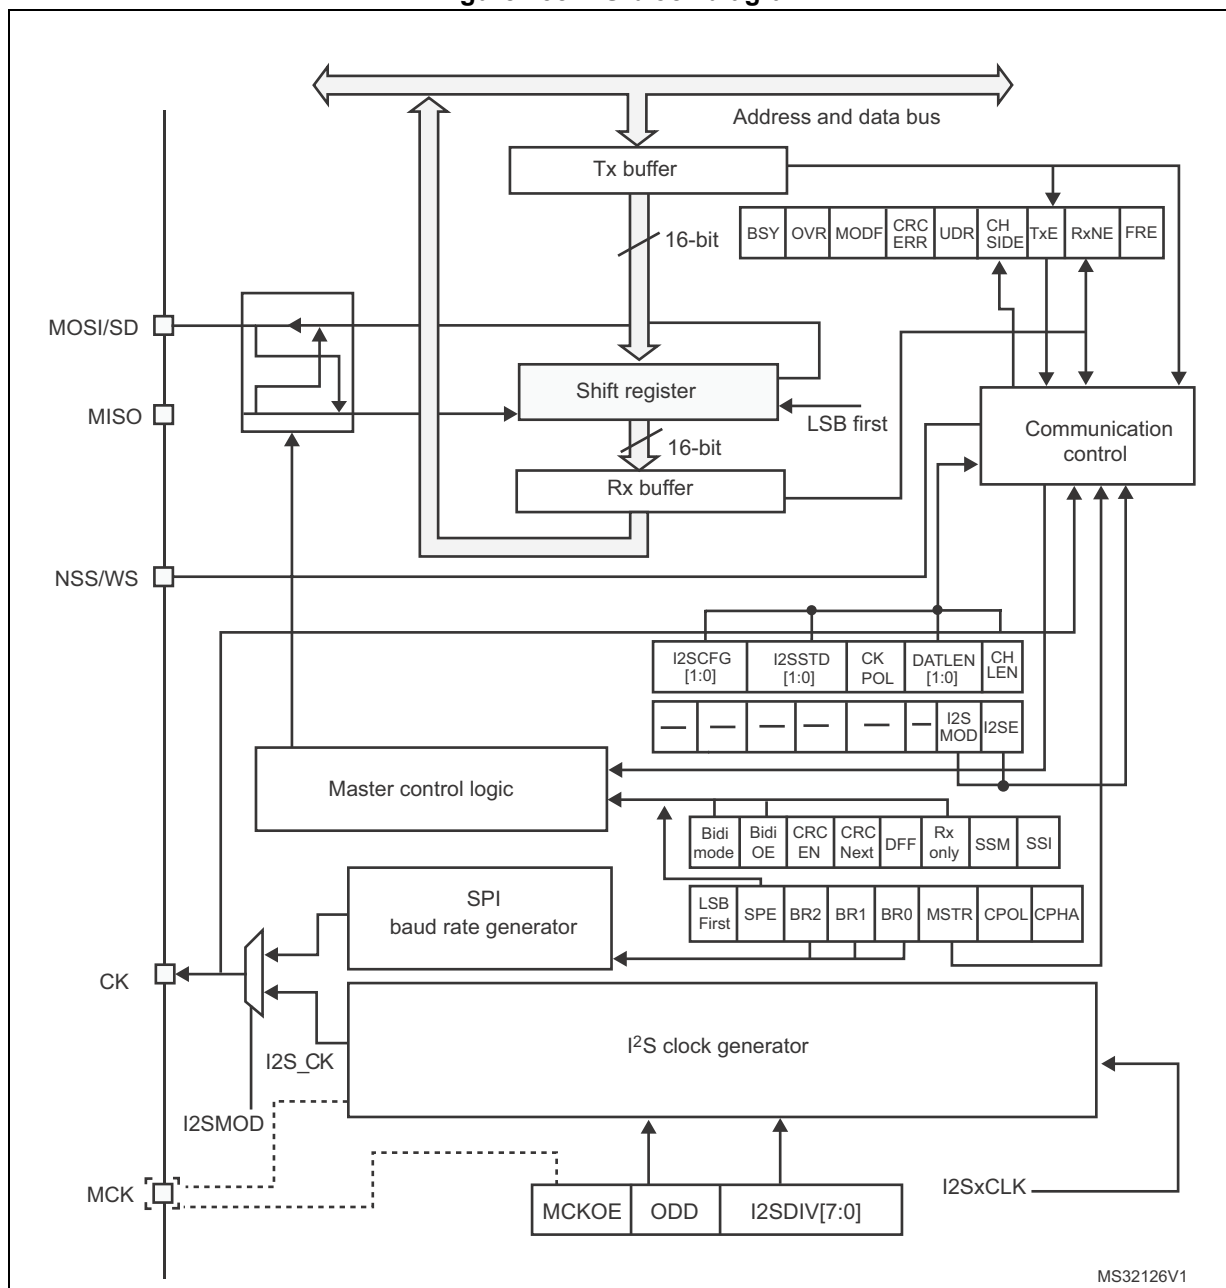 Address and data bus
Tx buffer
16-bit
BSY OVR MODF CRC ERR UDR CH SIDE TxE RxNE FRE
MOSI/SD
Shift register
MISO
LSB first
Communication
control
16-bit
Rx buffer
NSS/WS
I2SCFG [1:0] I2SSTD [1:0] CK POL DATLEN [1:0] CH LEN
— — — — — — I2S MOD I2SE
Master control logic
Bidi mode Bidi OE CRC EN CRC Next DFF Rx only SSM SSI
LSB First SPE BR2 BR1 BR0 MSTR CPOL CPHA
SPI
baud rate generator
CK
I2S clock generator
I2S_CK
I2SMOD
MCK
I2SxCLK
MCKOE ODD I2SDIV[7:0]
MS32126V1